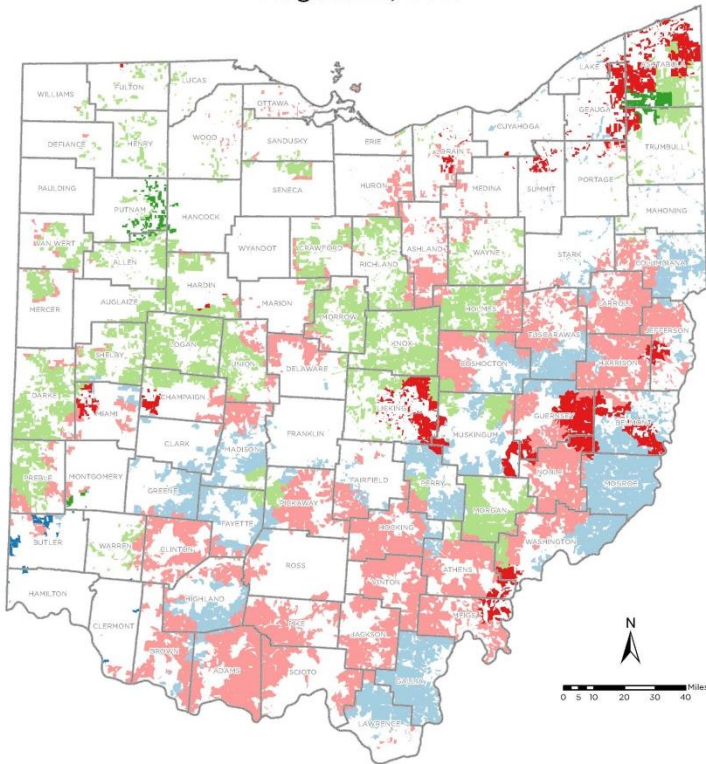 LAKE
ASHTABULA
WILLIAMS
FULTON
LUCAS
OTTAWA
GEAUGA
CUYAHOGA
DEFIANCE
HENRY
WOOD
SANDUSKY
ERIE
LORAIN
TRUMBULL
PAULDING
SENECA
HURON
MEDINA
SUMMIT
PORTAGE
PUTNAM
HANCOCK
MAHONING
VAN WERT
ALLEN
WYANDOT
CRAWFORD
RICHLAND
ASHLAND
WAYNE
STARK
COLUMBIANA
MERCER
AUGLAIZE
HARDIN
MARION
MORROW
HOLMES
CARROLL
TUSCARAWAS
JEFFERSON
SHELBY
LOGAN
UNION
DELAWARE
KNOX
COSHOCTON
HARRISON
DARKE
MIAMI
CHAMPAIGN
LICKING
GUERNSEY
BELMONT
CLARK
FRANKLIN
MUSKINGUM
MADISON
PREBLE
MONTGOMERY
GREENE
FAYETTE
PICKAWAY
FAIRFIELD
PERRY
NOBLE
MONROE
MORGAN
BUTLER
WARREN
CLINTON
HOCKING
WASHINGTON
ROSS
ATHENS
HAMILTON
HIGHLAND
VINTON
CLERMONT
PIKE
MEIGS
JACKSON
BROWN
ADAMS
SCIOTO
GALLIA
LAWRENCE
N
Miles
0 5 10 20 30 40